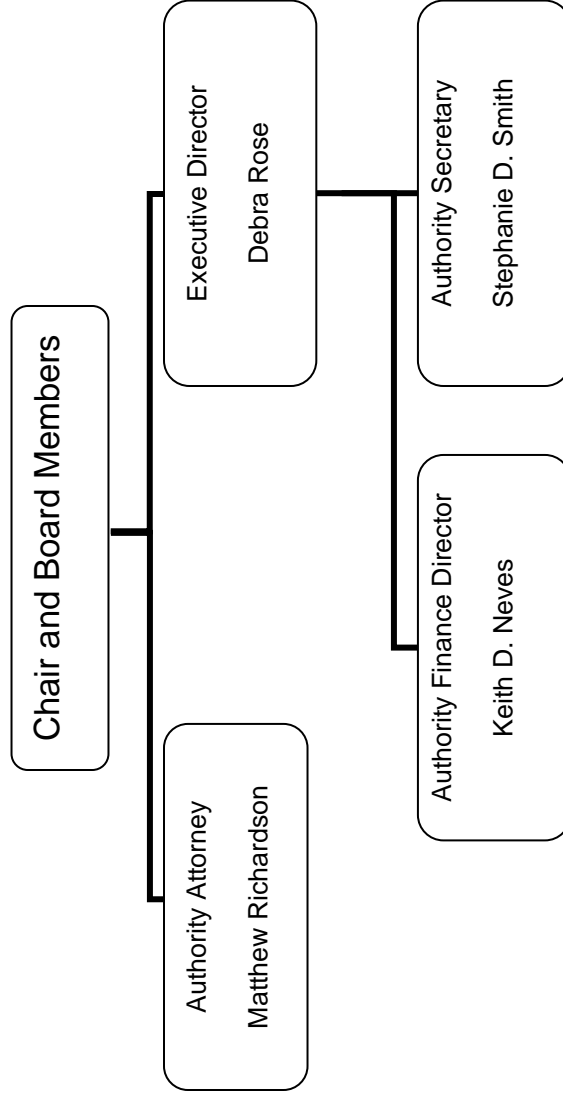 Chair and Board Members
Authority Attorney
Matthew Richardson
Executive Director
Debra Rose
Authority Finance Director
Keith D. Neves
Authority Secretary
Stephanie D. Smith